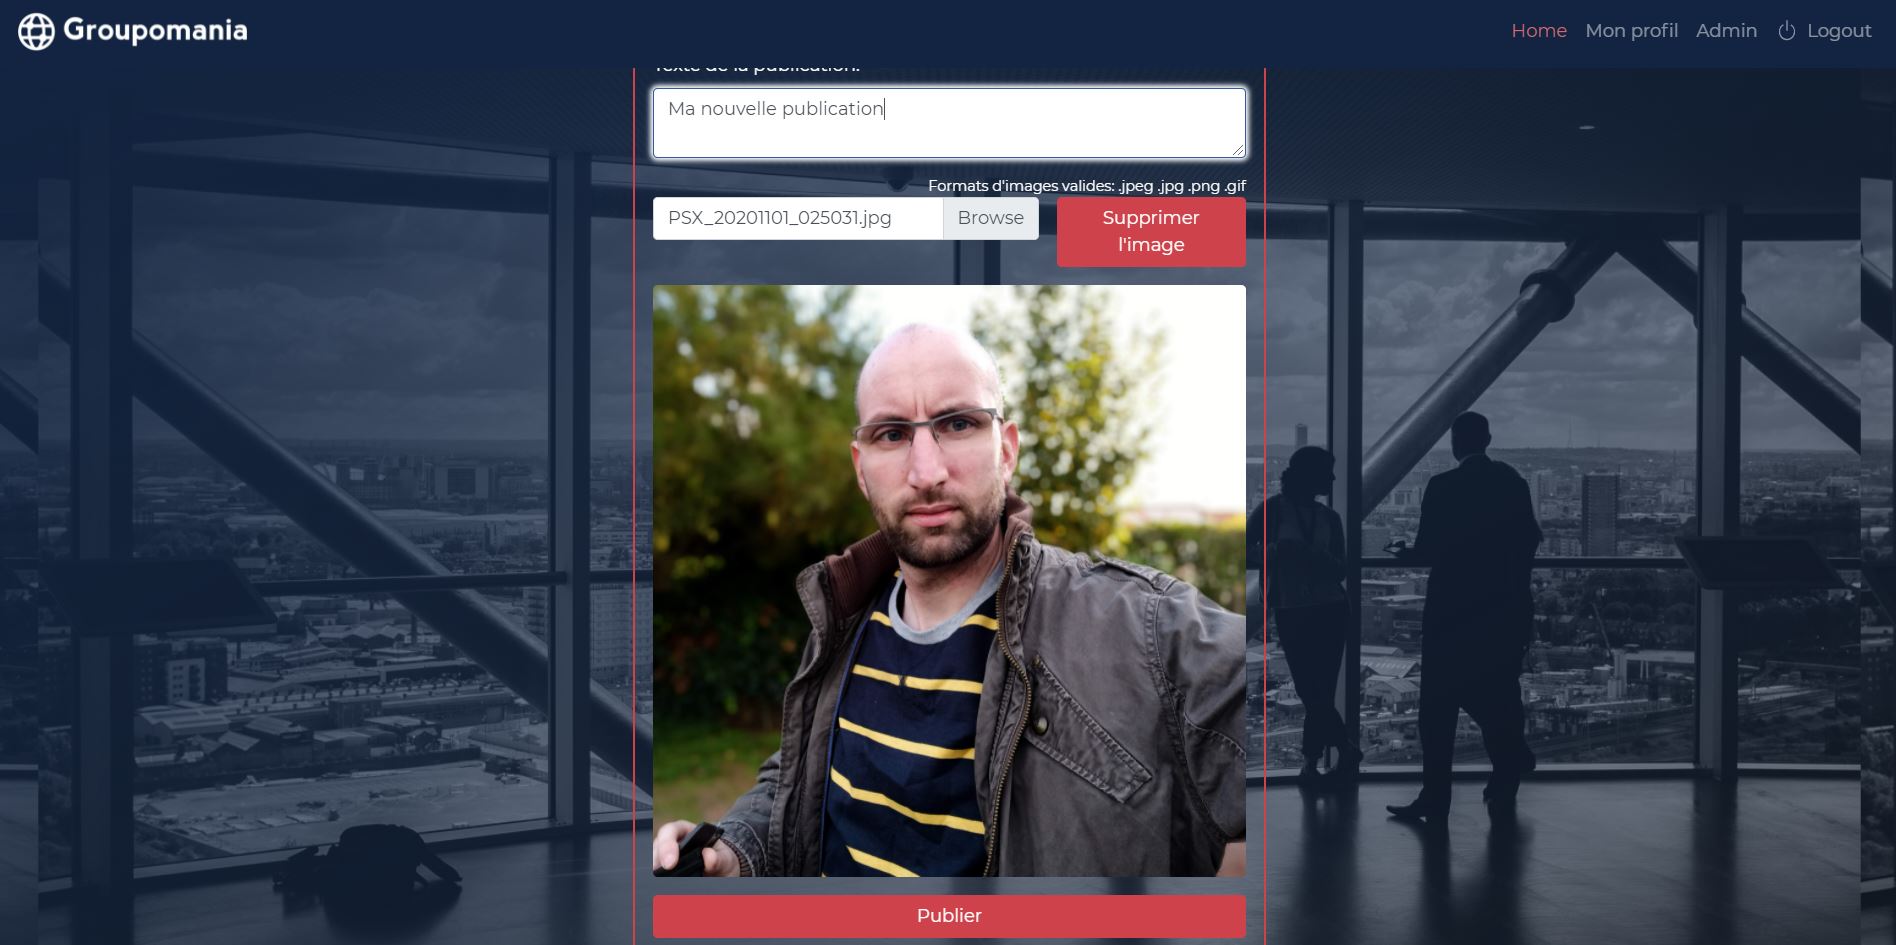 Groupomania
Home Mon profil Admin Logout
Texte de la publication:
Ma nouvelle publication
Formats d'images valides: .jpeg .jpg .png .gif
PSX_20201101_025031.jpg Browse
Supprimer
l'image
Publier